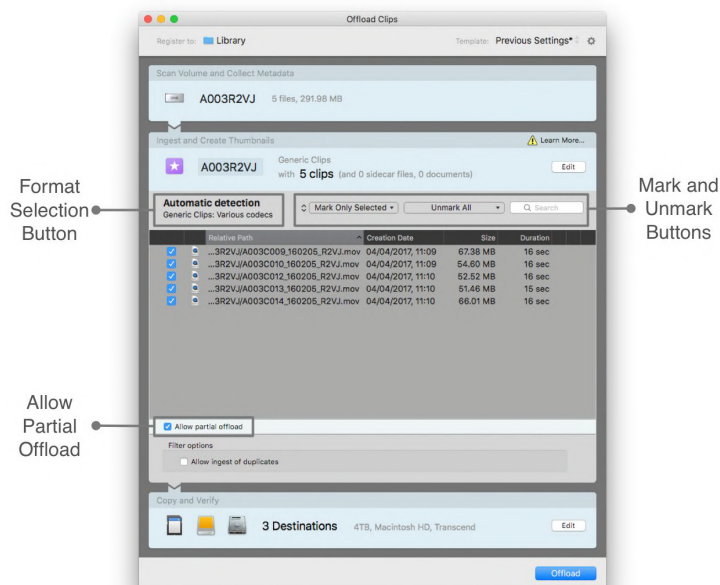 Offload Clips
Register to: Library
Template: Previous Settings*
Scan Volume and Collect Metadata
A003R2VJ 5 files, 291.98 MB
Ingest and Create Thumbnails
Learn More...
A003R2VJ
Generic Clips
with 5 clips (and 0 sidecar files, 0 documents)
Edit
Format
Selection
Button
Automatic detection
Generic Clips: Various codecs
Mark Only Selected
Unmark All
Search
Mark and
Unmark
Buttons
Relative Path Creation Date Size Duration
...3R2VJ/A003C009_160205_R2VJ.mov 04/04/2017, 11:09 67.38 MB 16 sec
...3R2VJ/A003C010_160205_R2VJ.mov 04/04/2017, 11:09 54.60 MB 16 sec
...3R2VJ/A003C012_160205_R2VJ.mov 04/04/2017, 11:10 52.52 MB 16 sec
...3R2VJ/A003C013_160205_R2VJ.mov 04/04/2017, 11:10 51.46 MB 15 sec
...3R2VJ/A003C014_160205_R2VJ.mov 04/04/2017, 11:10 66.01 MB 16 sec
Allow
Partial
Offload
Allow partial offload
Filter options
Allow ingest of duplicates
Copy and Verify
3 Destinations 4TB, Macintosh HD, Transcend
Edit
Offload